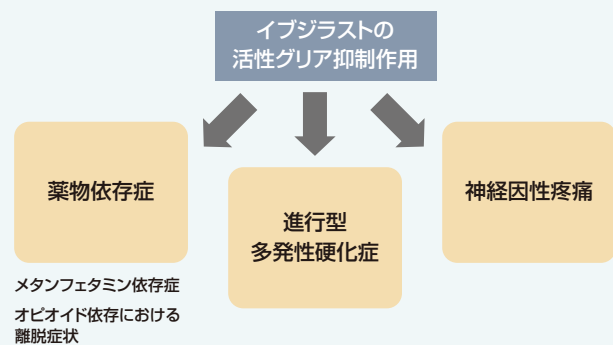 イブジラストの
活性グリア抑制作用
薬物依存症
進行型
多発性硬化症
神経因性疼痛
メタンフェタミン依存症
オピオイド依存における
離脱症状